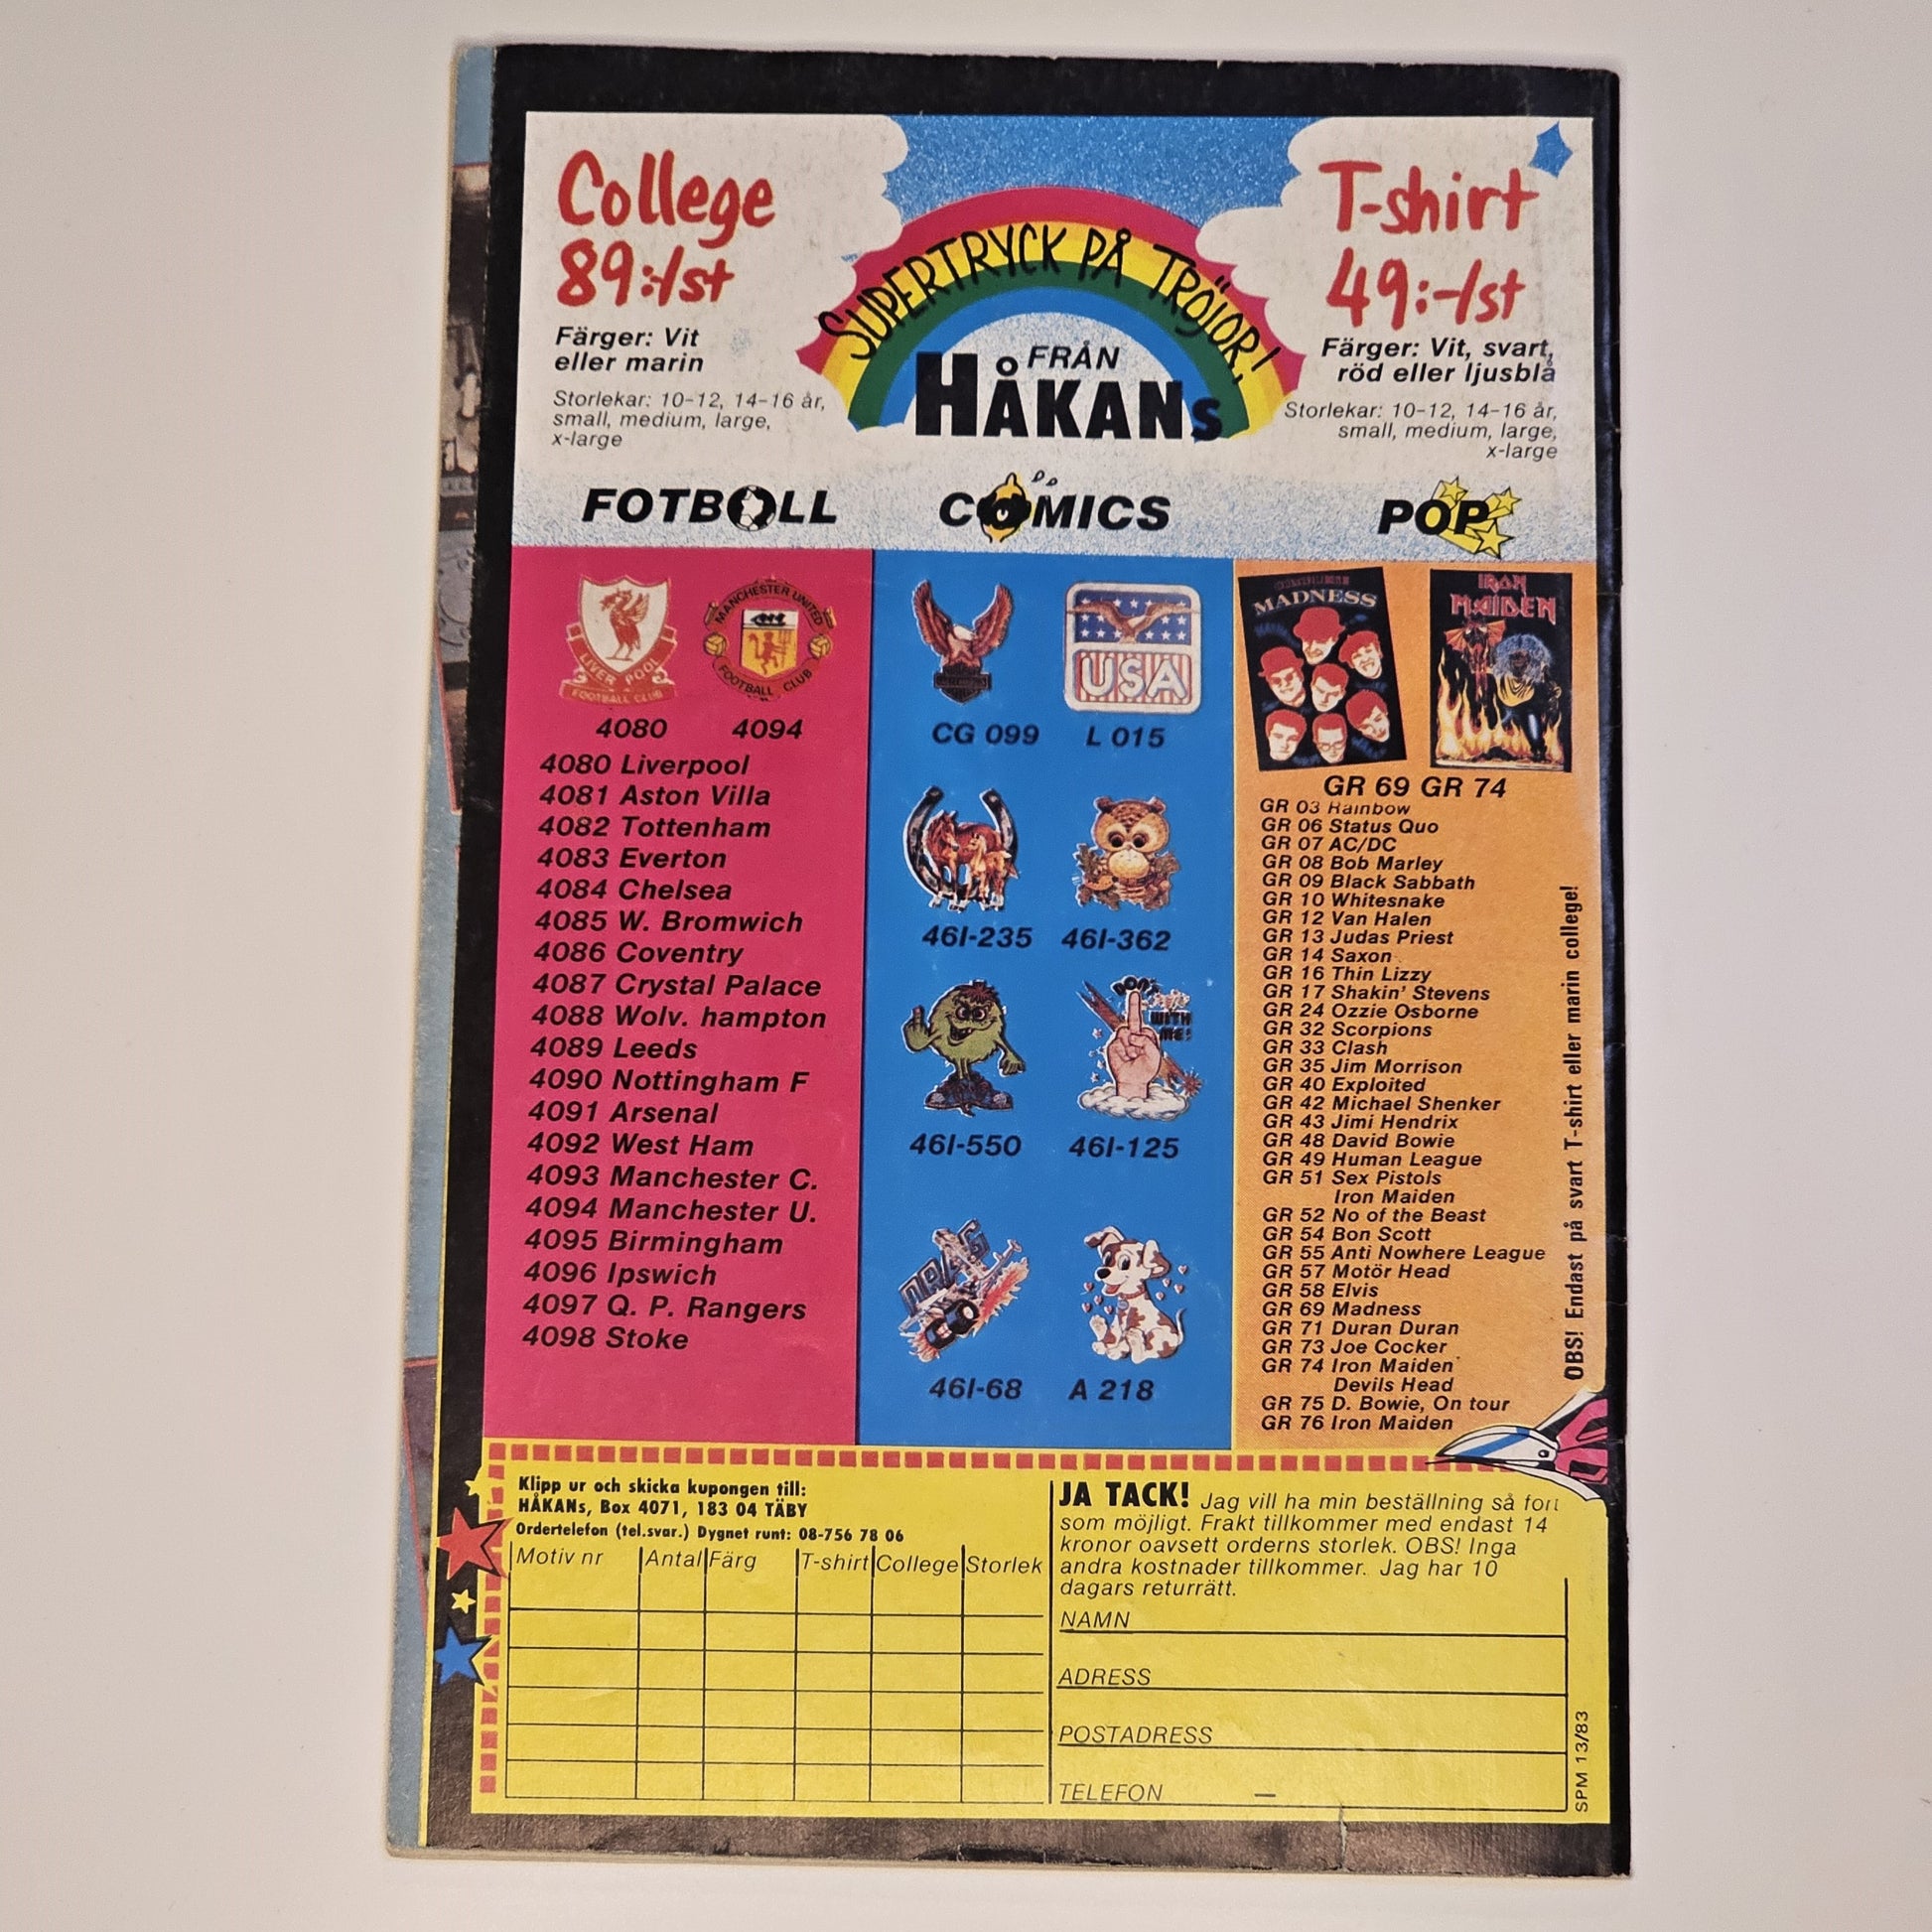 College
89:-/st
Färger: Vit
eller marin
Storlekar: 10-12, 14-16 år,
small, medium, large,
x-large
SUPERTRYCK PÅ TRÖJOR!
FRÅN
HÅKANs
T-shirt
49:-/st
Färger: Vit, svart,
röd eller ljusblå
Storlekar: 10-12, 14-16 år,
small, medium, large,
x-large
FOTBOLL
COMICS
POP
LIVERPOOL
FOOTBALL CLUB
MANCHESTER UNITED
FOOTBALL CLUB
4080 4094
4080 Liverpool
4081 Aston Villa
4082 Tottenham
4083 Everton
4084 Chelsea
4085 W. Bromwich
4086 Coventry
4087 Crystal Palace
4088 Wolv. hampton
4089 Leeds
4090 Nottingham F
4091 Arsenal
4092 West Ham
4093 Manchester C.
4094 Manchester U.
4095 Birmingham
4096 Ipswich
4097 Q. P. Rangers
4098 Stoke
USA
CG 099 L 015
46I-235 46I-362
DON'T
WITH
ME!
46I-550 46I-125
DRAG
46I-68 A 218
MADNESS
IRON
MAIDEN
GR 69 GR 74
GR 03 Rainbow
GR 06 Status Quo
GR 07 AC/DC
GR 08 Bob Marley
GR 09 Black Sabbath
GR 10 Whitesnake
GR 12 Van Halen
GR 13 Judas Priest
GR 14 Saxon
GR 16 Thin Lizzy
GR 17 Shakin' Stevens
GR 24 Ozzie Osborne
GR 32 Scorpions
GR 33 Clash
GR 35 Jim Morrison
GR 40 Exploited
GR 42 Michael Shenker
GR 43 Jimi Hendrix
GR 48 David Bowie
GR 49 Human League
GR 51 Sex Pistols
Iron Maiden
GR 52 No of the Beast
GR 54 Bon Scott
GR 55 Anti Nowhere League
GR 57 Motör Head
GR 58 Elvis
GR 69 Madness
GR 71 Duran Duran
GR 73 Joe Cocker
GR 74 Iron Maiden
Devils Head
GR 75 D. Bowie, On tour
GR 76 Iron Maiden
OBS! Endast på svart T-shirt eller marin college!
Klipp ur och skicka kupongen till:
HÅKANs, Box 4071, 183 04 TÄBY
Ordertelefon (tel.svar.) Dygnet runt: 08-756 78 06
Motiv nr Antal Färg T-shirt College Storlek
JA TACK! Jag vill ha min beställning så fort
som möjligt. Frakt tillkommer med endast 14
kronor oavsett orderns storlek. OBS! Inga
andra kostnader tillkommer. Jag har 10
dagars returrätt.
NAMN
ADRESS
POSTADRESS
TELEFON –
SPM 13/83